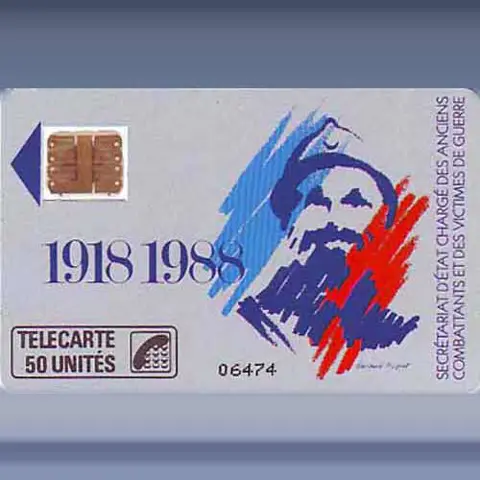 1918 1988
TELECARTE
50 UNITÉS
06474
SECRÉTARIAT D'ÉTAT CHARGÉ DES ANCIENS
COMBATTANTS ET DES VICTIMES DE GUERRE